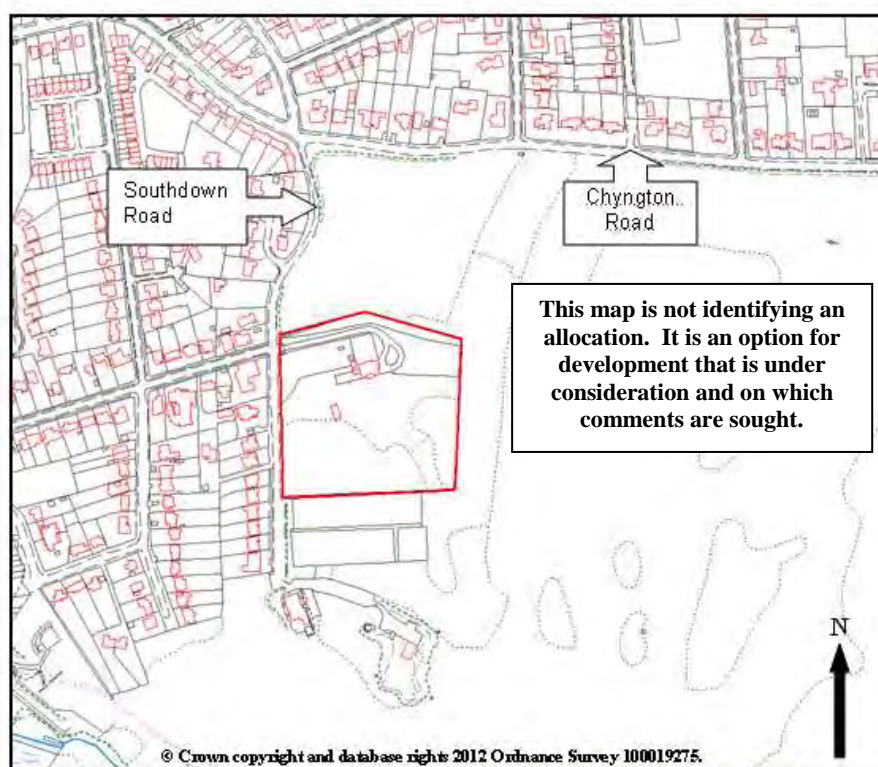 Southdown
Road
Chyngton
Road
This map is not identifying an
allocation. It is an option for
development that is under
consideration and on which
comments are sought.
N
© Crown copyright and database rights 2012 Ordnance Survey 100019275.